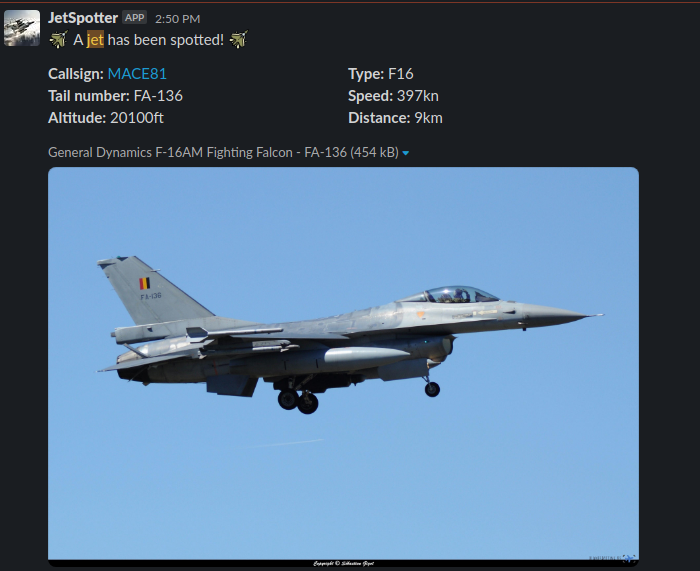 JetSpotter APP 2:50 PM
A jet has been spotted!
Callsign: MACE81
Type: F16
Tail number: FA-136
Speed: 397kn
Altitude: 20100ft
Distance: 9km
General Dynamics F-16AM Fighting Falcon - FA-136 (454 kB)
FA-136
Copyright © Sébastien Gigot